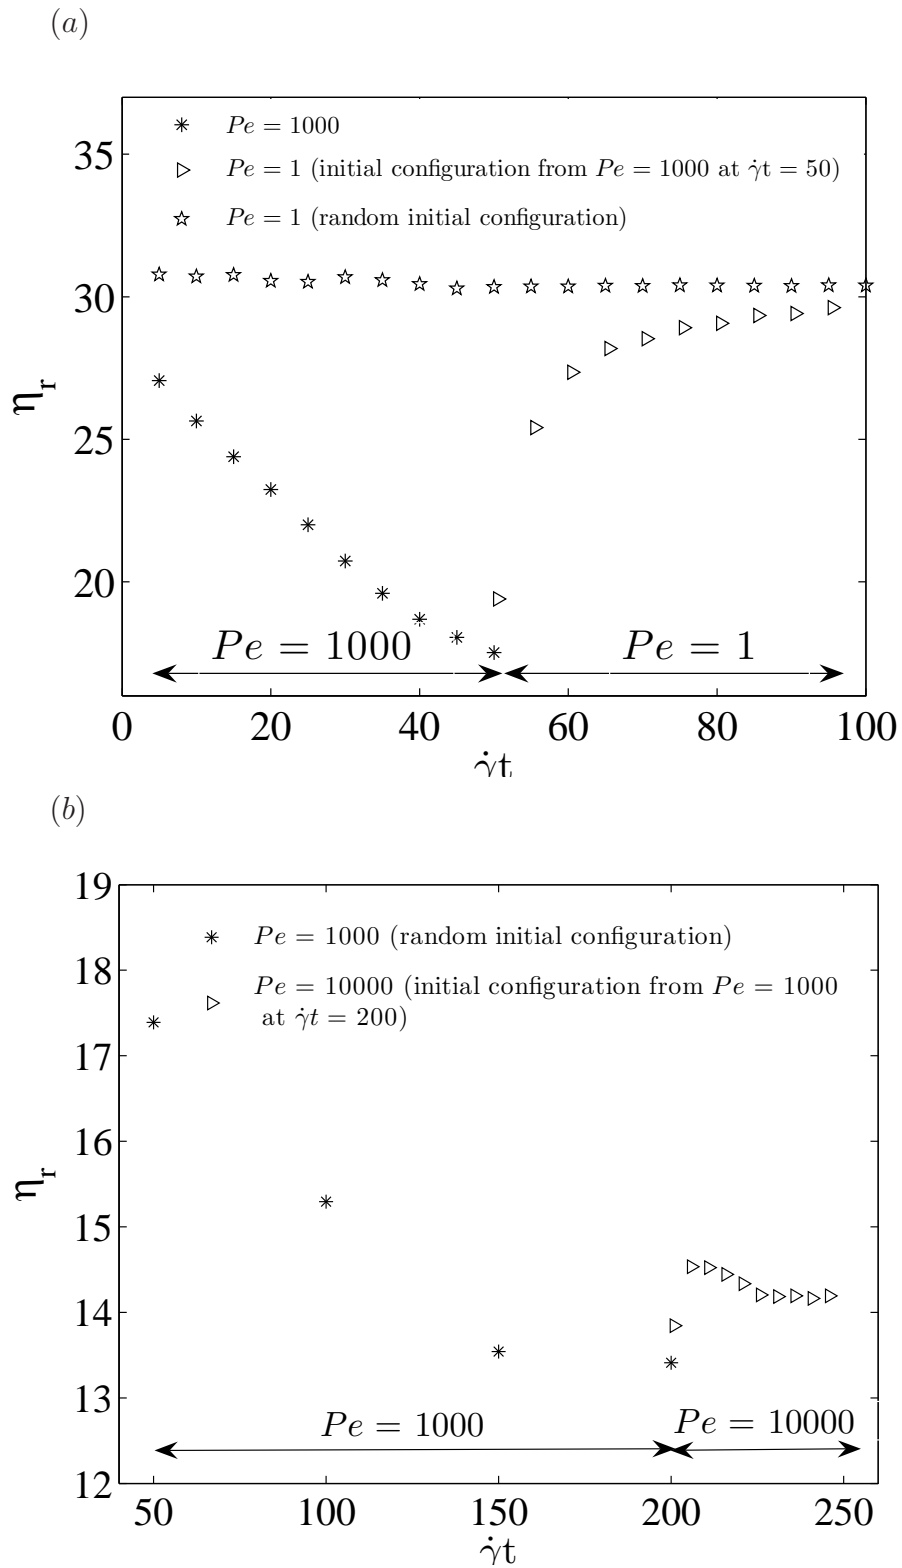 (a)
Pe = 1000
Pe = 1 (initial configuration from Pe = 1000 at γ̇t = 50)
Pe = 1 (random initial configuration)
35
30
25
20
ηr
Pe = 1000 Pe = 1
0 20 40 60 80 100
γ̇t
(b)
19
Pe = 1000 (random initial configuration)
18
Pe = 10000 (initial configuration from Pe = 1000
at γ̇t = 200)
17
16
15
14
13
12
ηr
Pe = 1000 Pe = 10000
50 100 150 200 250
γ̇t